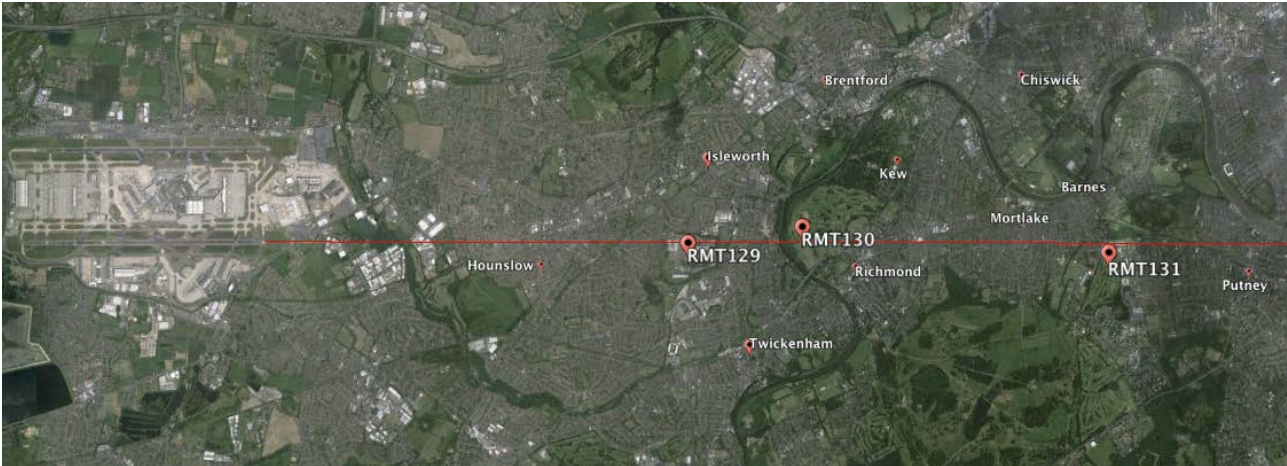 Brentford
Chiswick
Isleworth
Kew
Barnes
Mortlake
RMT130
RMT129
Hounslow
Richmond
RMT131
Putney
Twickenham